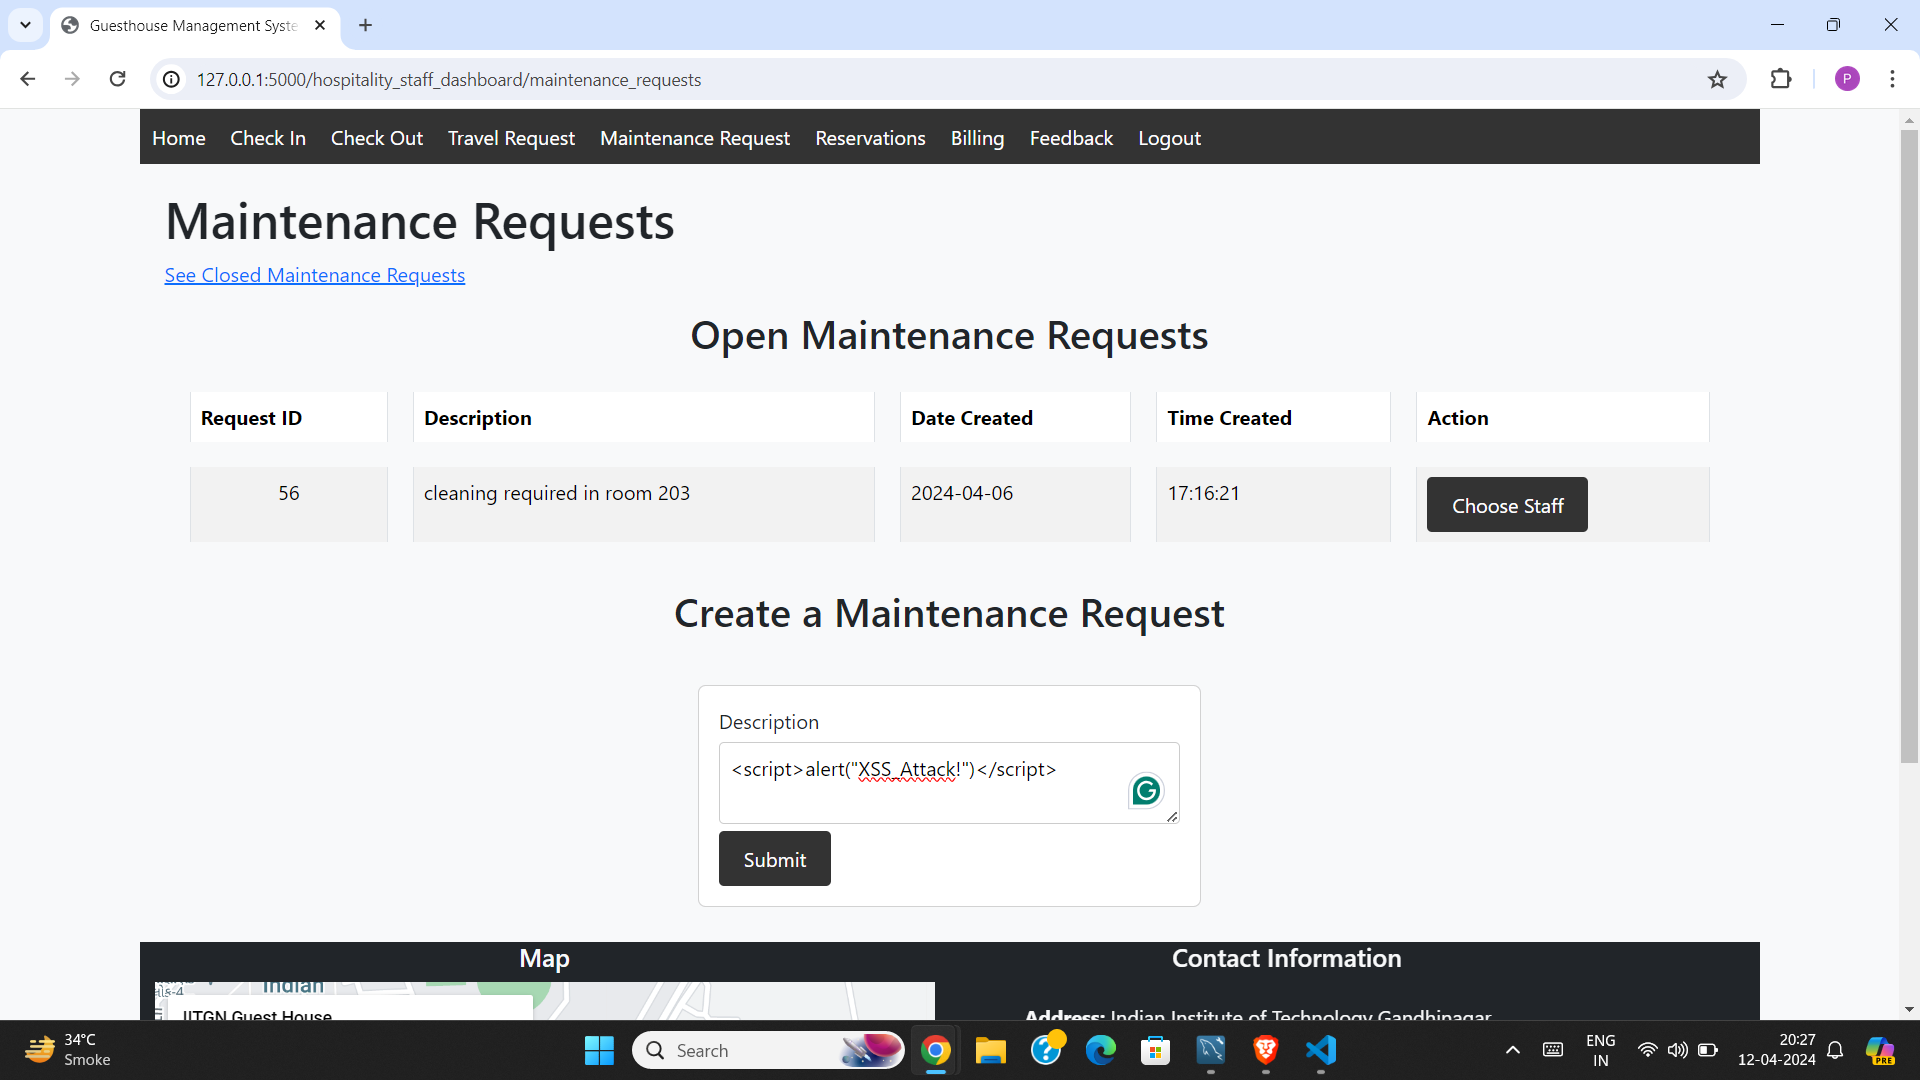 Guesthouse Management Syste
127.0.0.1:5000/hospitality_staff_dashboard/maintenance_requests
P
Home Check In Check Out Travel Request Maintenance Request Reservations Billing Feedback Logout
Maintenance Requests
See Closed Maintenance Requests
Open Maintenance Requests
Request ID Description Date Created Time Created Action
56 cleaning required in room 203 2024-04-06 17:16:21 Choose Staff
Create a Maintenance Request
Description
<script>alert("XSS_Attack!")</script>
Submit
Map Contact Information
Indian
IITGN Guest House
Address: Indian Institute of Technology Gandhinagar
34°C
Smoke
Search
ENG
IN
20:27
12-04-2024
PRE